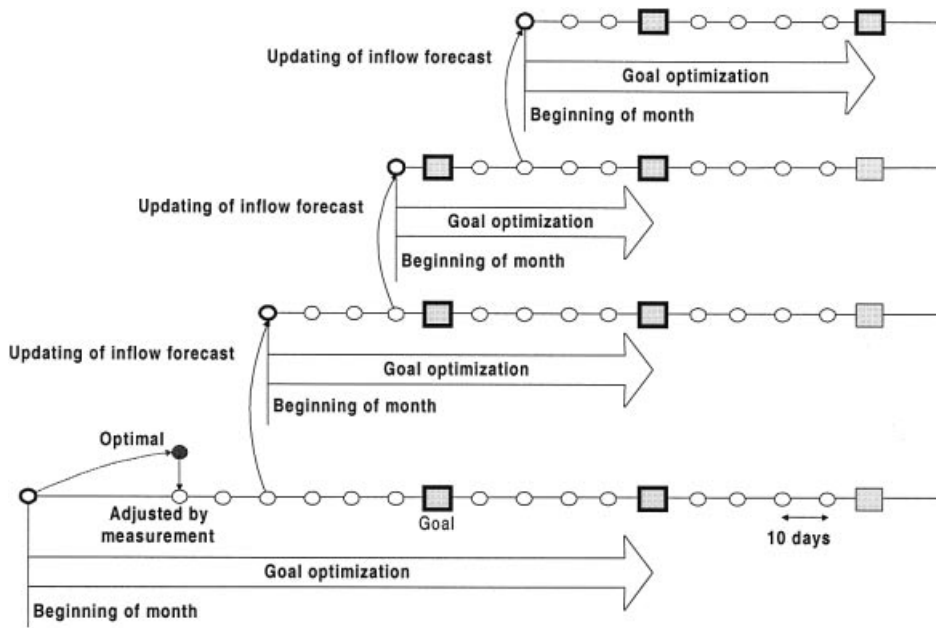 Updating of inflow forecast
Goal optimization
Beginning of month
Updating of inflow forecast
Goal optimization
Beginning of month
Updating of inflow forecast
Goal optimization
Beginning of month
Optimal
Adjusted by
measurement
Goal
10 days
Goal optimization
Beginning of month